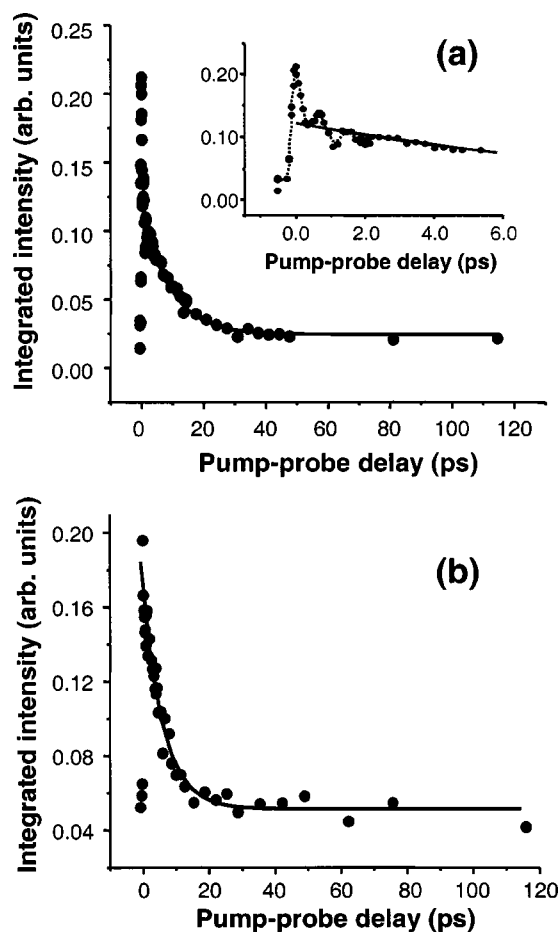 (a)
Integrated intensity (arb. units)
0.25
0.20
0.15
0.10
0.05
0.00
0 20 40 60 80 100 120
Pump-probe delay (ps)
0.20
0.10
0.00
0.0 2.0 4.0 6.0
Pump-probe delay (ps)
(b)
Integrated intensity (arb. units)
0.20
0.16
0.12
0.08
0.04
0 20 40 60 80 100 120
Pump-probe delay (ps)